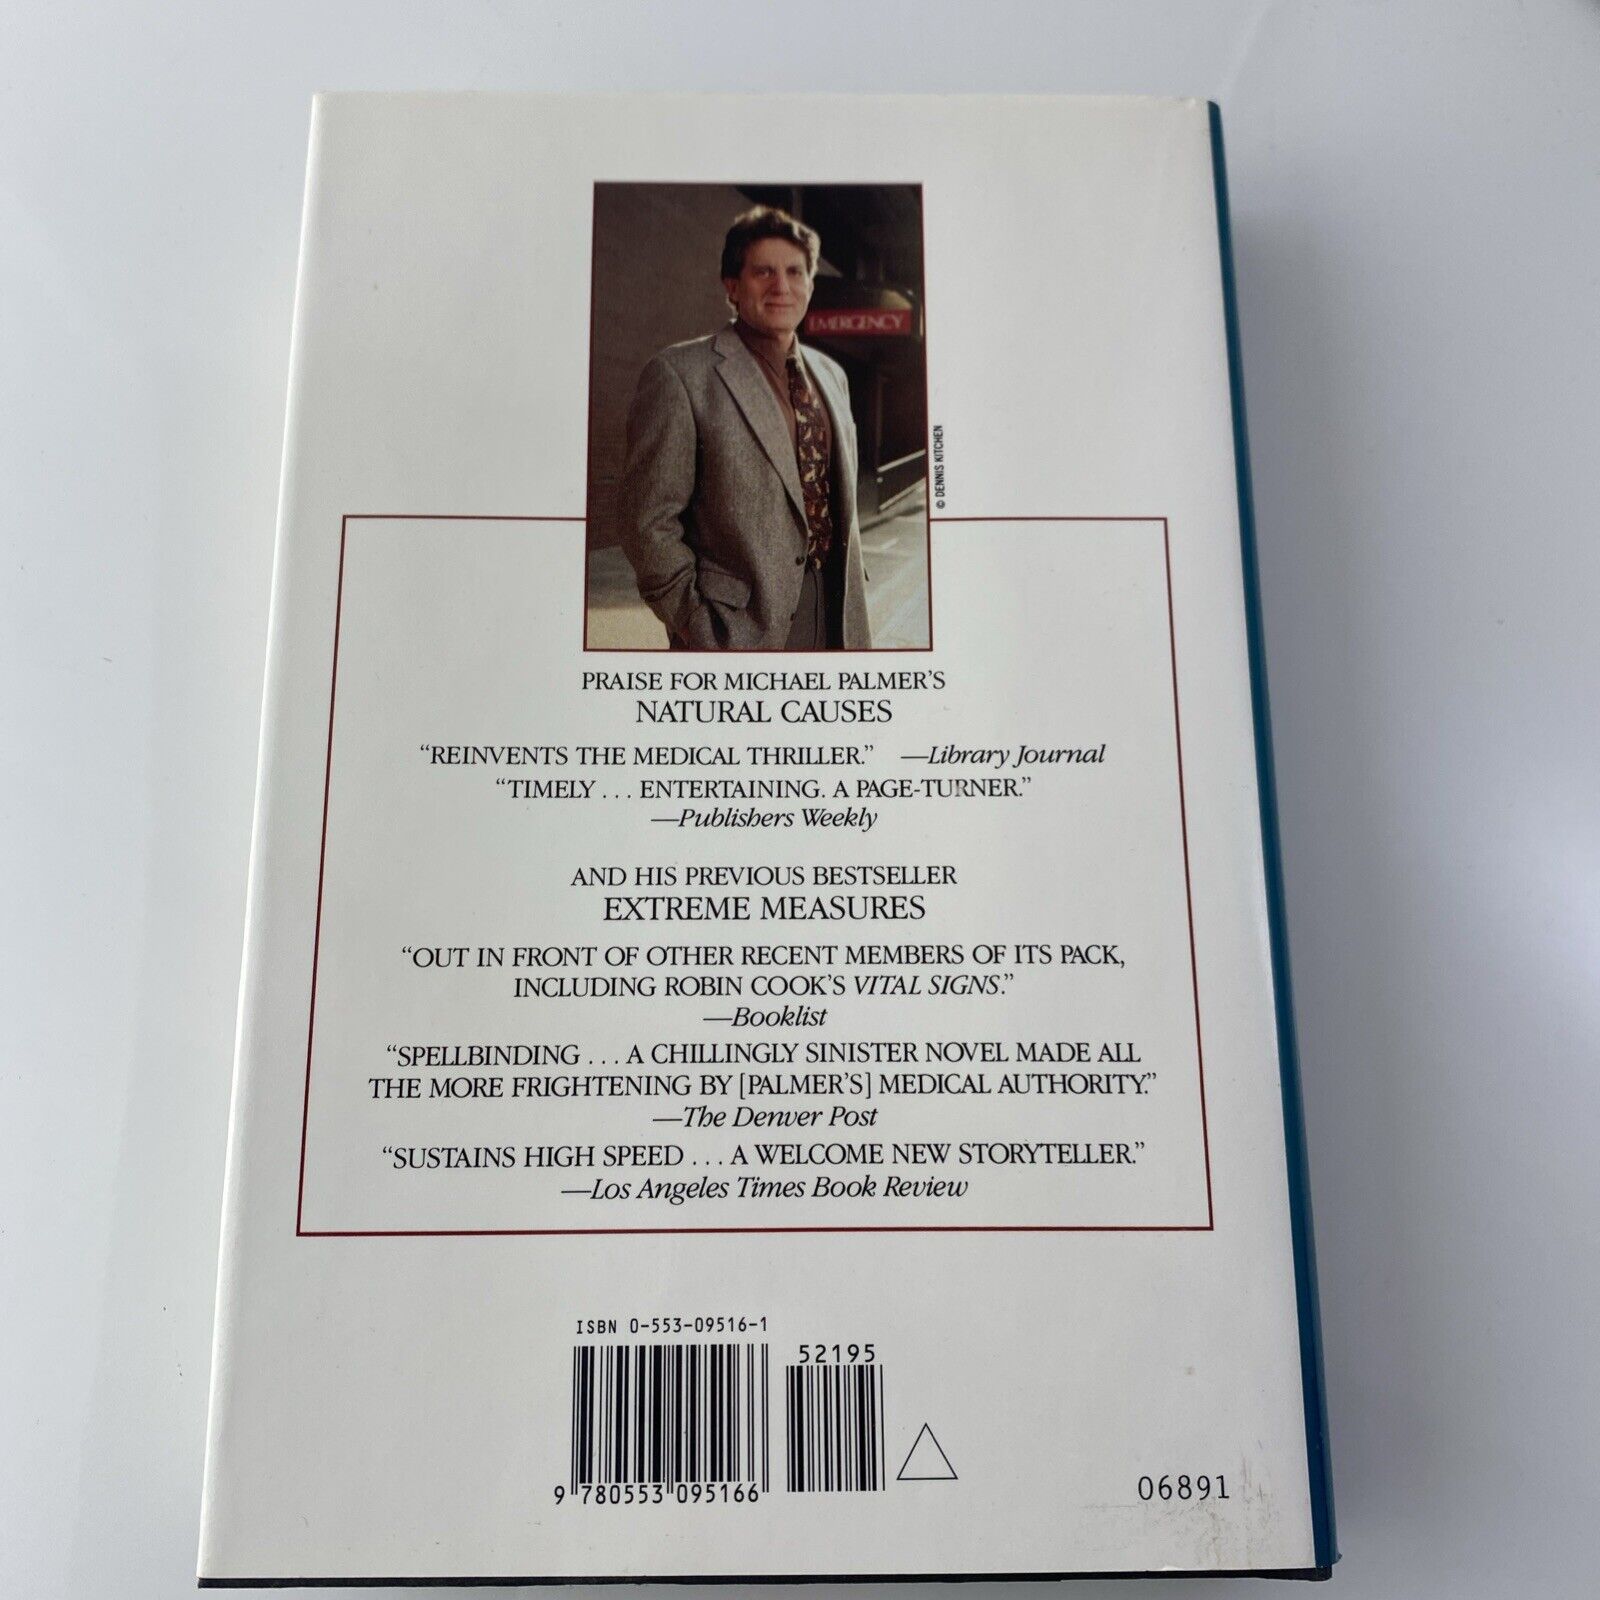 EMERGENCY
© DENNIS KITCHEN
PRAISE FOR MICHAEL PALMER'S
NATURAL CAUSES
“REINVENTS THE MEDICAL THRILLER.” —Library Journal
“TIMELY . . . ENTERTAINING. A PAGE-TURNER.”
—Publishers Weekly
AND HIS PREVIOUS BESTSELLER
EXTREME MEASURES
“OUT IN FRONT OF OTHER RECENT MEMBERS OF ITS PACK,
INCLUDING ROBIN COOK'S VITAL SIGNS.”
—Booklist
“SPELLBINDING . . . A CHILLINGLY SINISTER NOVEL MADE ALL
THE MORE FRIGHTENING BY [PALMER'S] MEDICAL AUTHORITY.”
—The Denver Post
“SUSTAINS HIGH SPEED . . . A WELCOME NEW STORYTELLER.”
—Los Angeles Times Book Review
ISBN 0-553-09516-1
52195
9 780553 095166
06891